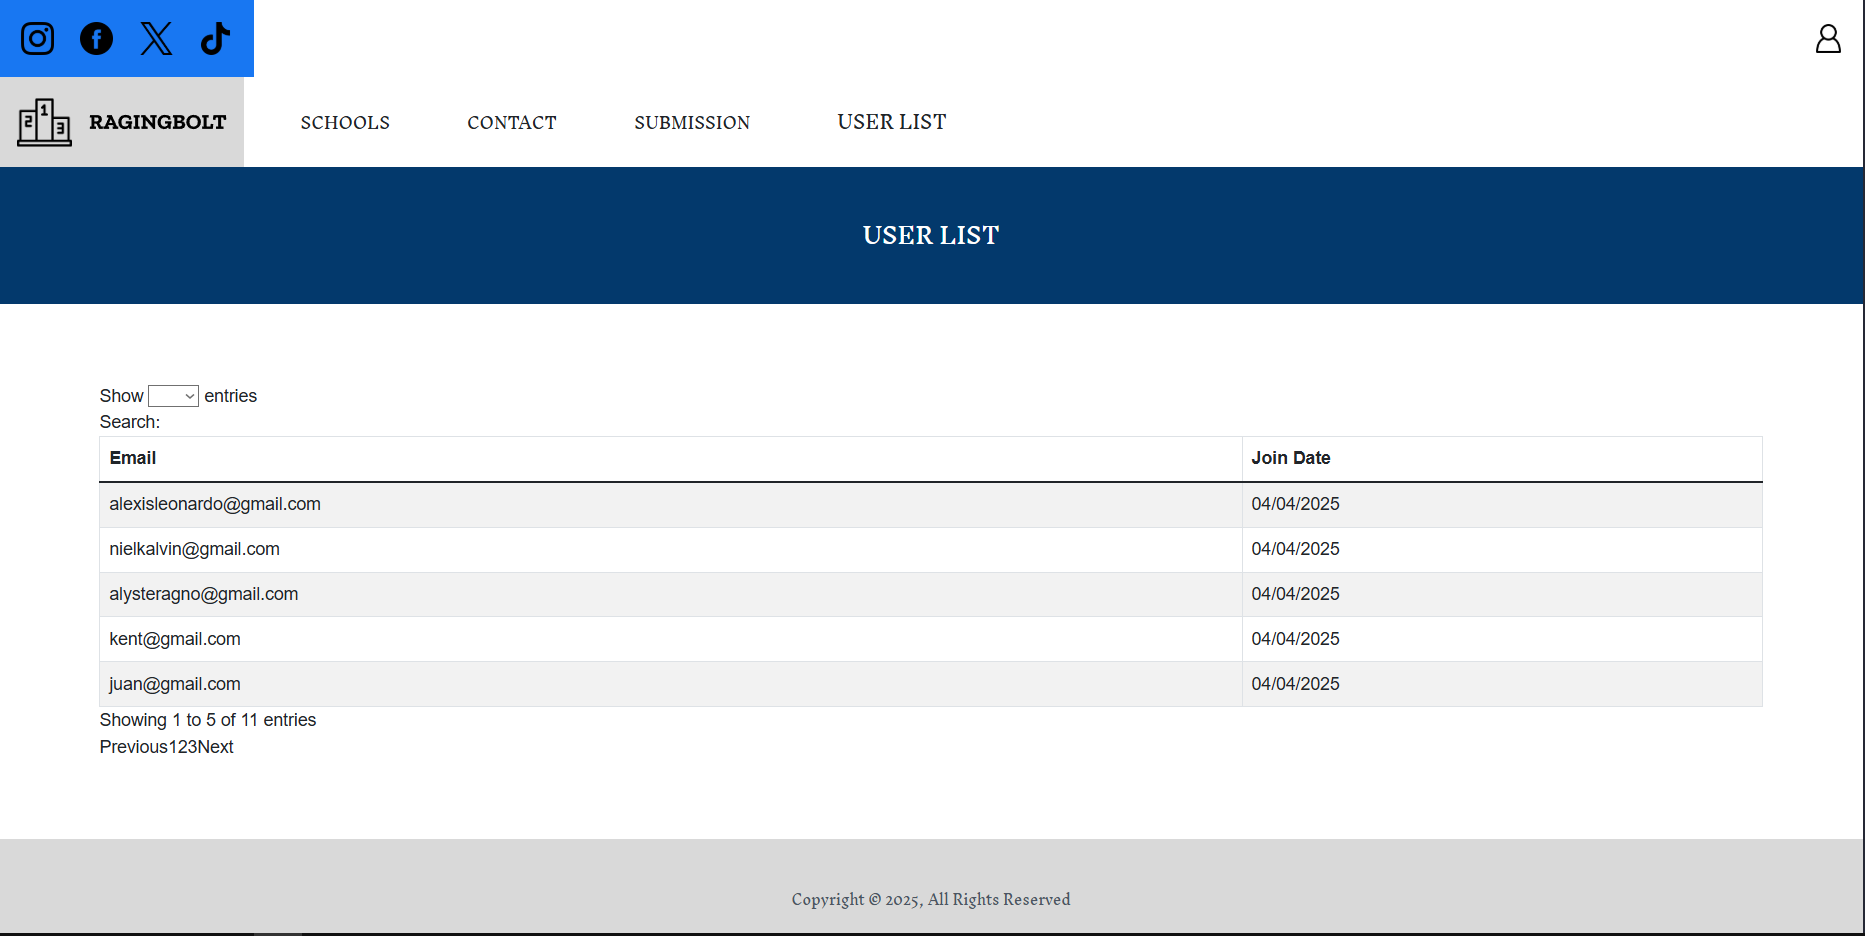 RAGINGBOLT
SCHOOLS CONTACT SUBMISSION USER LIST
USER LIST
Show entries
Search:
Email Join Date
alexisleonardo@gmail.com 04/04/2025
nielkalvin@gmail.com 04/04/2025
alysteragno@gmail.com 04/04/2025
kent@gmail.com 04/04/2025
juan@gmail.com 04/04/2025
Showing 1 to 5 of 11 entries
Previous123Next
Copyright © 2025, All Rights Reserved